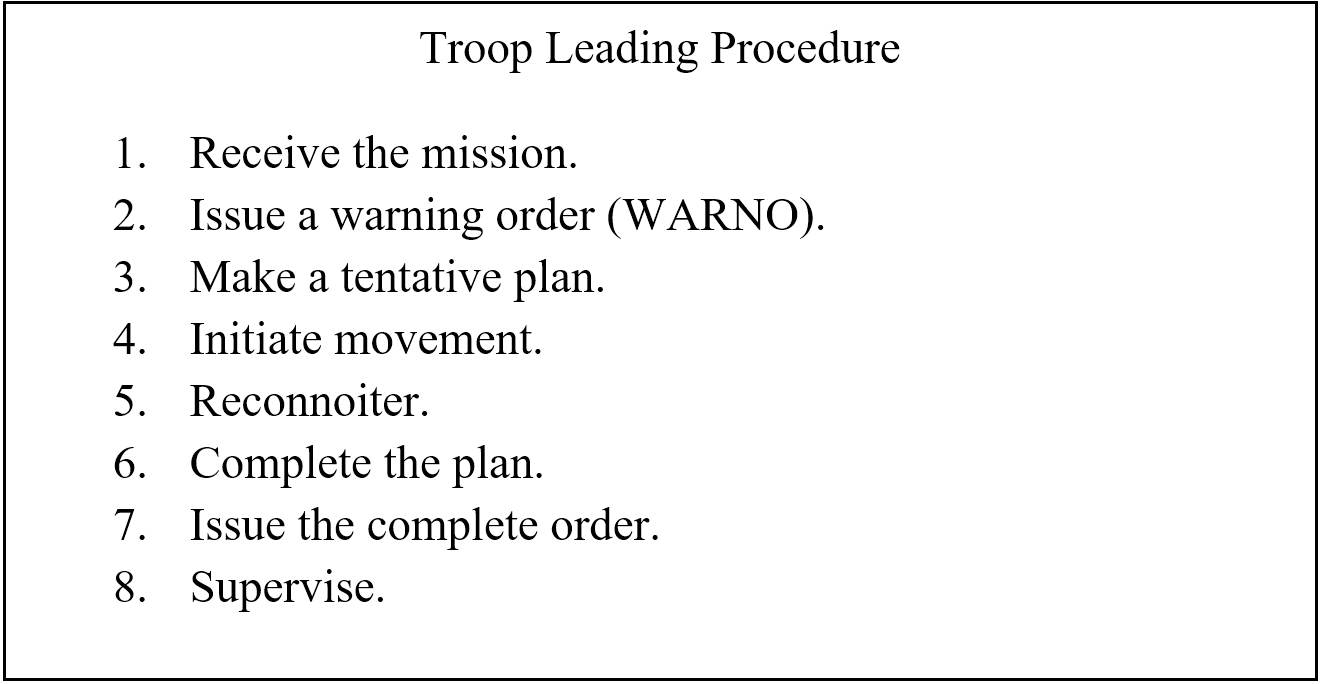 Troop Leading Procedure
1. Receive the mission.
2. Issue a warning order (WARNO).
3. Make a tentative plan.
4. Initiate movement.
5. Reconnoiter.
6. Complete the plan.
7. Issue the complete order.
8. Supervise.